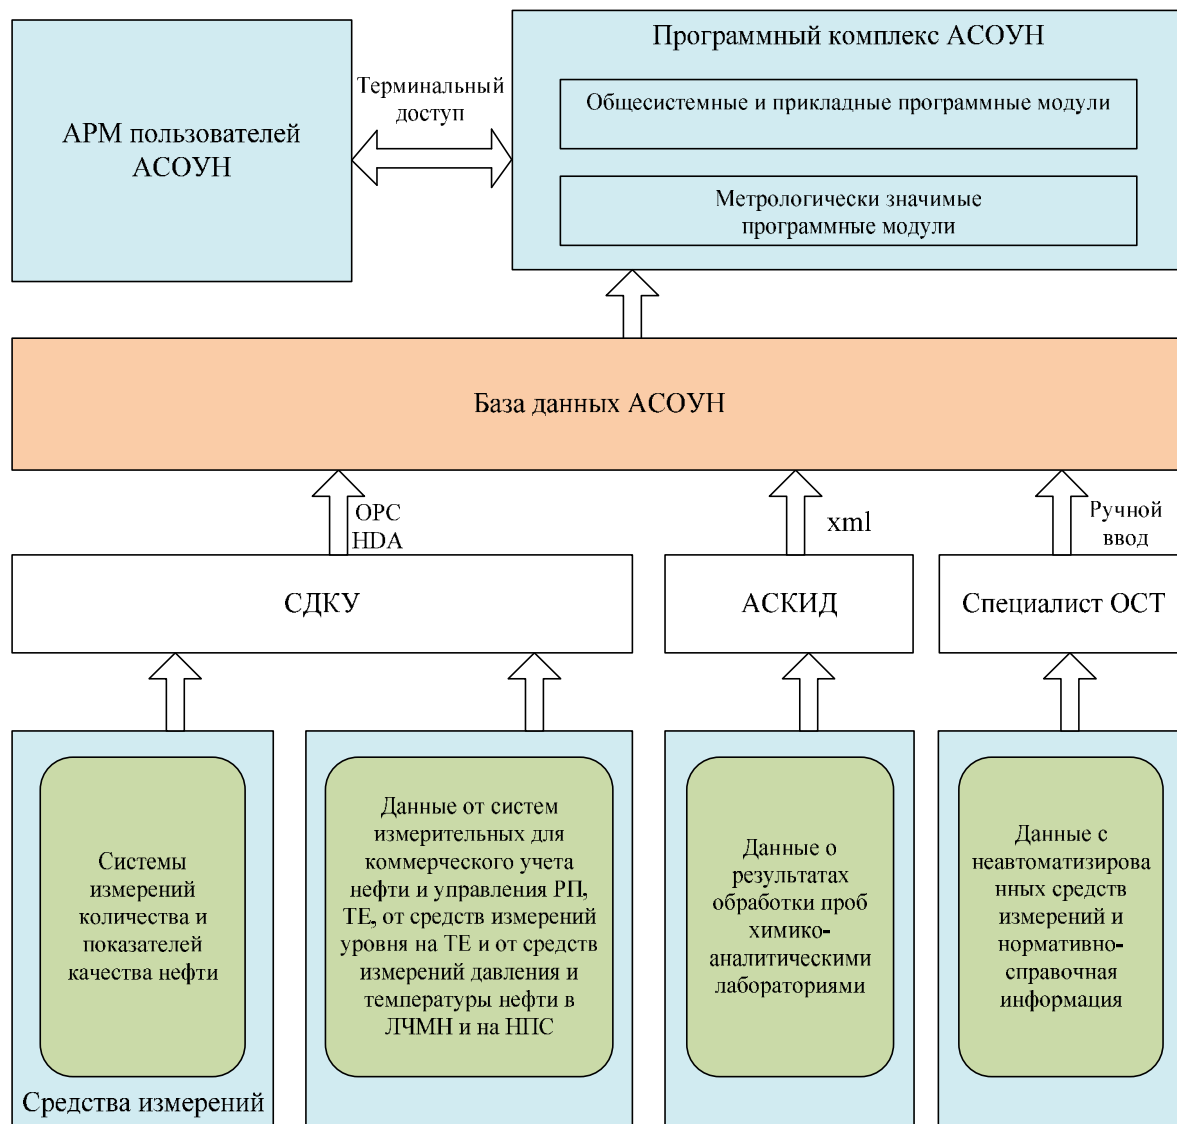 Программный комплекс АСОУН
Терминальный
доступ
Общесистемные и прикладные программные модули
АРМ пользователей
АСОУН
Метрологически значимые
программные модули
База данных АСОУН
OPC
HDA
xml
Ручной
ввод
СДКУ
АСКИД
Специалист ОСТ
Системы
измерений
количества и
показателей
качества нефти
Данные от систем
измерительных для
коммерческого учета
нефти и управления РП,
ТЕ, от средств измерений
уровня на ТЕ и от средств
измерений давления и
температуры нефти в
ЛЧМН и на НПС
Данные о
результатах
обработки проб
химико-
аналитическими
лабораториями
Данные с
неавтоматизирова
нных средств
измерений и
нормативно-
справочная
информация
Средства измерений